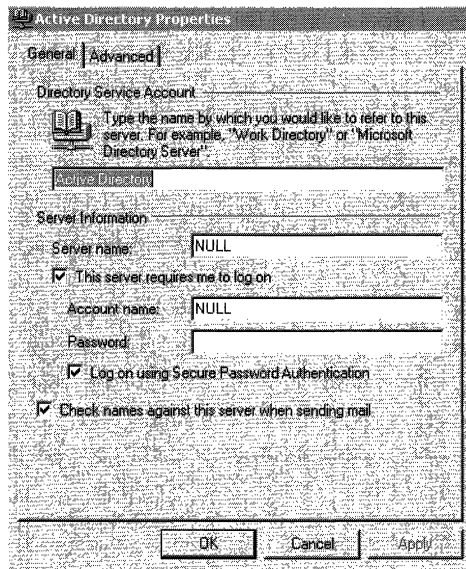 Active Directory Properties
General Advanced
Directory Service Account
Type the name by which you would like to refer to this
server. For example, "Work Directory" or "Microsoft
Directory Server".
Active Directory
Server Information
Server name: NULL
This server requires me to log on
Account name: NULL
Password:
Log on using Secure Password Authentication
Check names against this server when sending mail
OK Cancel Apply